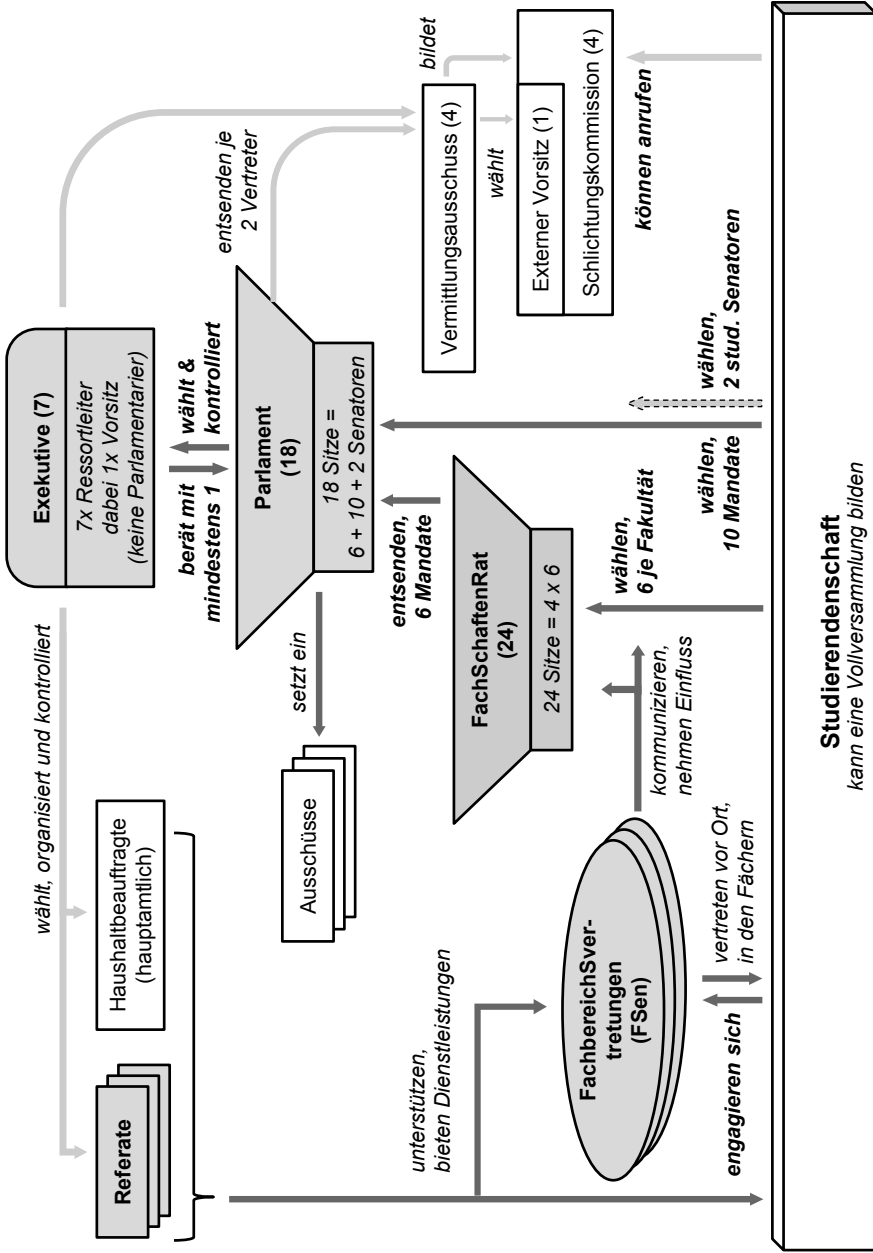 wählt, organisiert und kontrolliert
Exekutive (7)
7x Ressortleiter
dabei 1x Vorsitz
(keine Parlamentarier)
Referate
Haushaltbeauftragte
(hauptamtlich)
berät mit
mindestens 1
wählt &
kontrolliert
entsenden je
2 Vertreter
Parlament
(18)
18 Sitze =
6 + 10 + 2 Senatoren
setzt ein
Ausschüsse
Vermittlungsausschuss (4)
bildet
wählt
Externer Vorsitz (1)
Schlichtungskommission (4)
können anrufen
entsenden,
6 Mandate
unterstützen,
bieten Dienstleistungen
FachSchaftenRat
(24)
24 Sitze = 4 x 6
FachbereichSver-
tretungen
(FSen)
kommunizieren,
nehmen Einfluss
wählen,
6 je Fakultät
wählen,
10 Mandate
wählen,
2 stud. Senatoren
engagieren sich
vertreten vor Ort,
in den Fächern
Studierendenschaft
kann eine Vollversammlung bilden